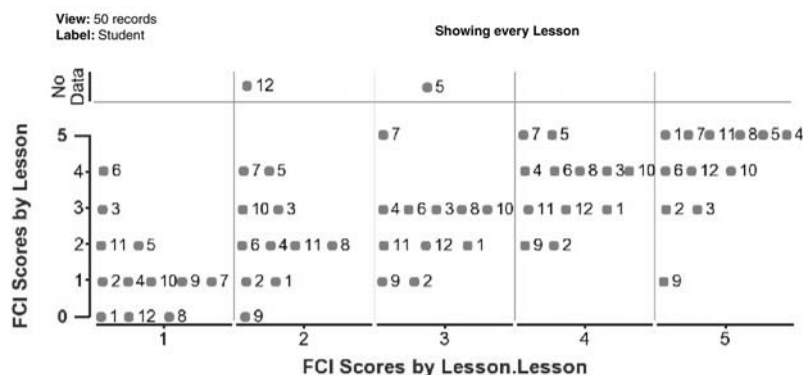 View: 50 records
Label: Student
Showing every Lesson
No Data
12 5
5 7 7 5 1 7 11 8 5 4
4 6 7 5 4 6 8 3 10 6 12 10
3 3 10 3 4 6 3 8 10 11 12 1 2 3
2 11 5 6 4 11 8 11 12 1 9 2
1 2 4 10 9 7 2 1 9 2 9
0 1 12 8 9
FCI Scores by Lesson
1 2 3 4 5
FCI Scores by Lesson.Lesson